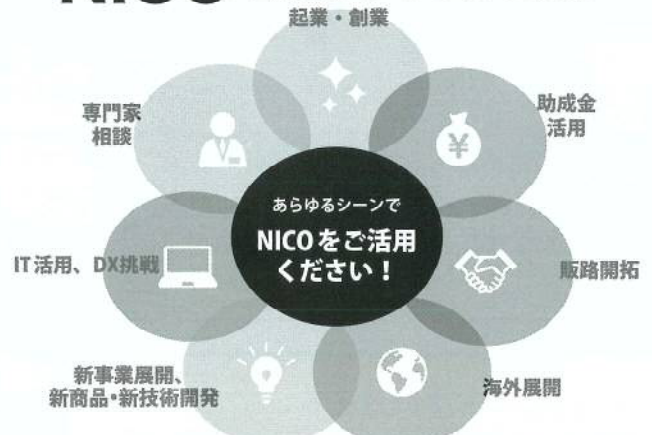 起業・創業
助成金
活用
販路開拓
海外展開
新事業展開、
新商品・新技術開発
IT活用、DX挑戦
専門家
相談
あらゆるシーンで
NICOをご活用
ください！